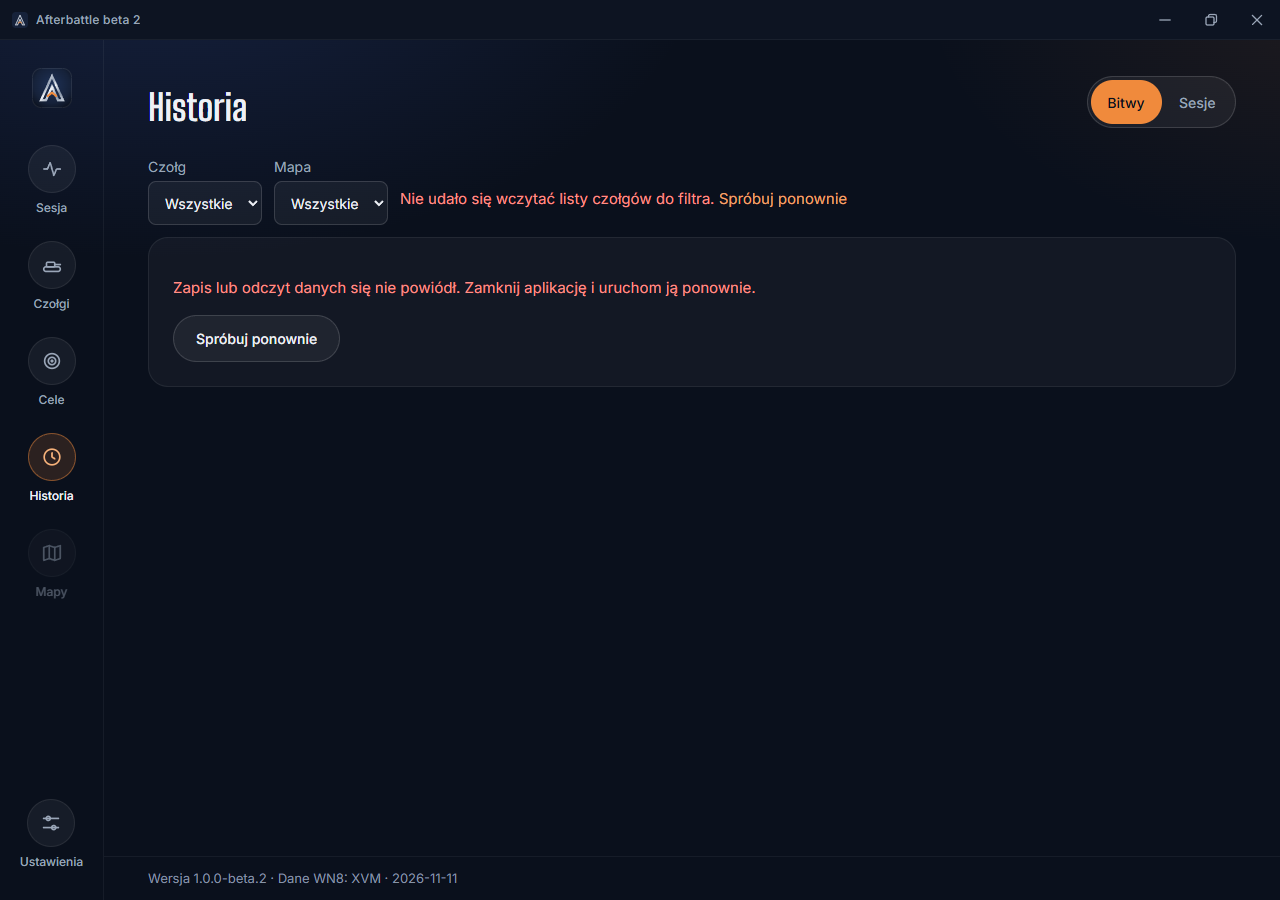 Afterbattle beta 2
Historia
Bitwy
Sesje
Czołg
Mapa
Wszystkie
Wszystkie
Nie udało się wczytać listy czołgów do filtra. Spróbuj ponownie
Zapis lub odczyt danych się nie powiódł. Zamknij aplikację i uruchom ją ponownie.
Spróbuj ponownie
Sesja
Czołgi
Cele
Historia
Mapy
Ustawienia
Wersja 1.0.0-beta.2 · Dane WN8: XVM · 2026-11-11